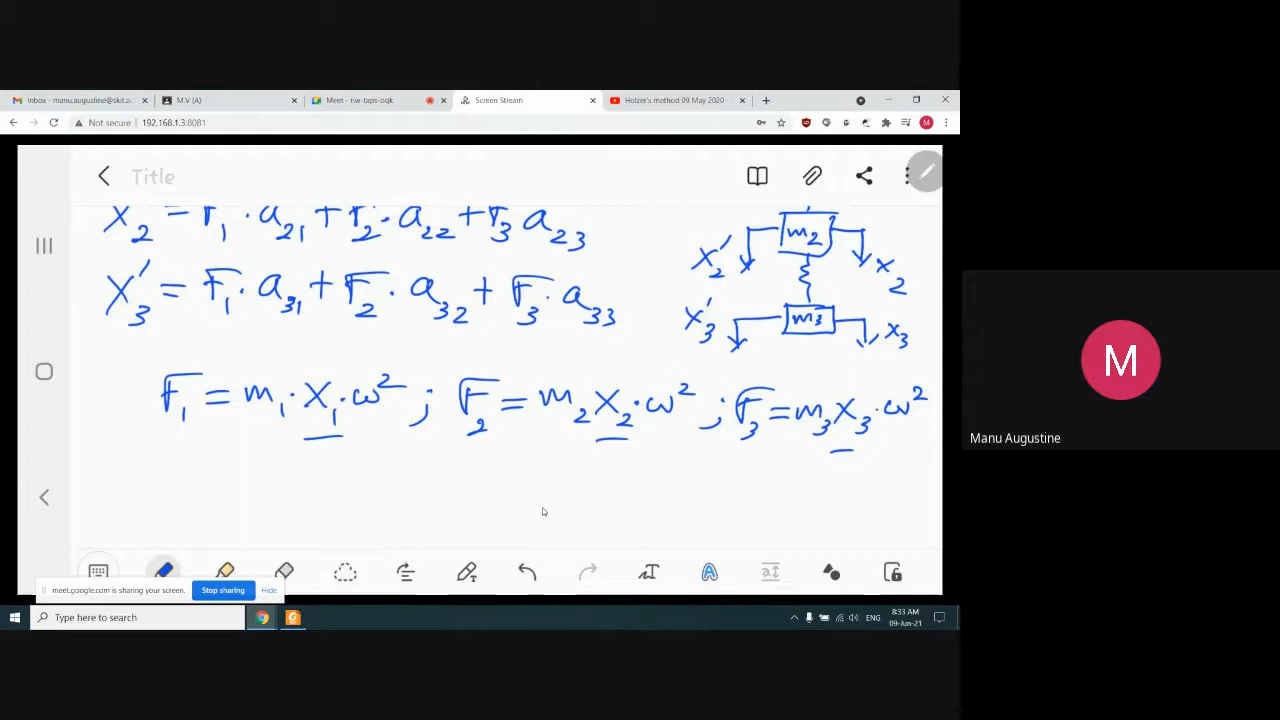 Inbox - manu.augustine@skit.ac
M.V (A)
Meet - riw-taps-oqk
Screen Stream
Holzer's method 09 May 2020
Not secure | 192.168.1.3:8081
M
Title
X₂ = F₁ · a₂₁ + F₂ · a₂₂ + F₃ a₂₃
X₃' = F₁ · a₃₁ + F₂ · a₃₂ + F₃ · a₃₃
m₂
X₂'
x₂
m₃
X₃'
x₃
F₁ = m₁ · X₁ · ω² ; F₂ = m₂ X₂ · ω² ; F₃ = m₃ X₃ · ω²
M
Manu Augustine
meet.google.com is sharing your screen.
Stop sharing
Hide
Type here to search
ENG
8:33 AM
09-Jun-21